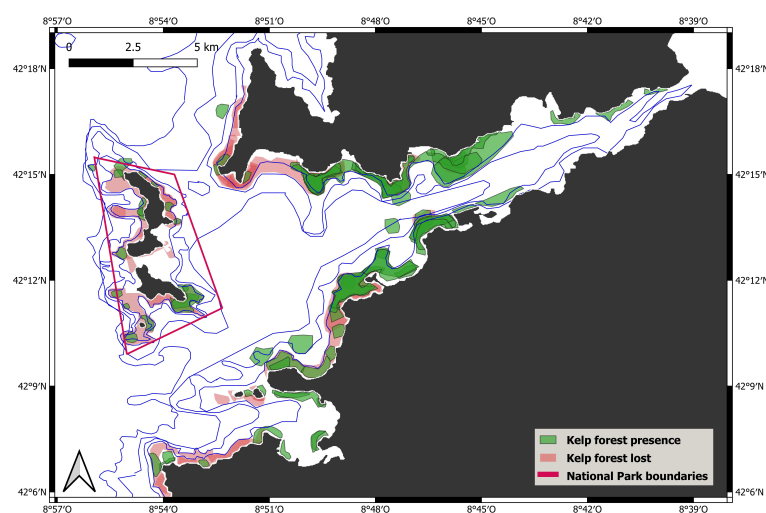 8°57'O 8°54'O 8°51'O 8°48'O 8°45'O 42°2'O 8°39'O
0 2.5 5 km
42°18'N 42°18'N
42°15'N 42°15'N
42°12'N 42°12'N
42°9'N 42°9'N
Kelp forest presence
Kelp forest lost
National Park boundaries
42°6'N 42°6'N
8°57'O 8°54'O 8°51'O 8°48'O 8°45'O 8°42'O 8°39'O